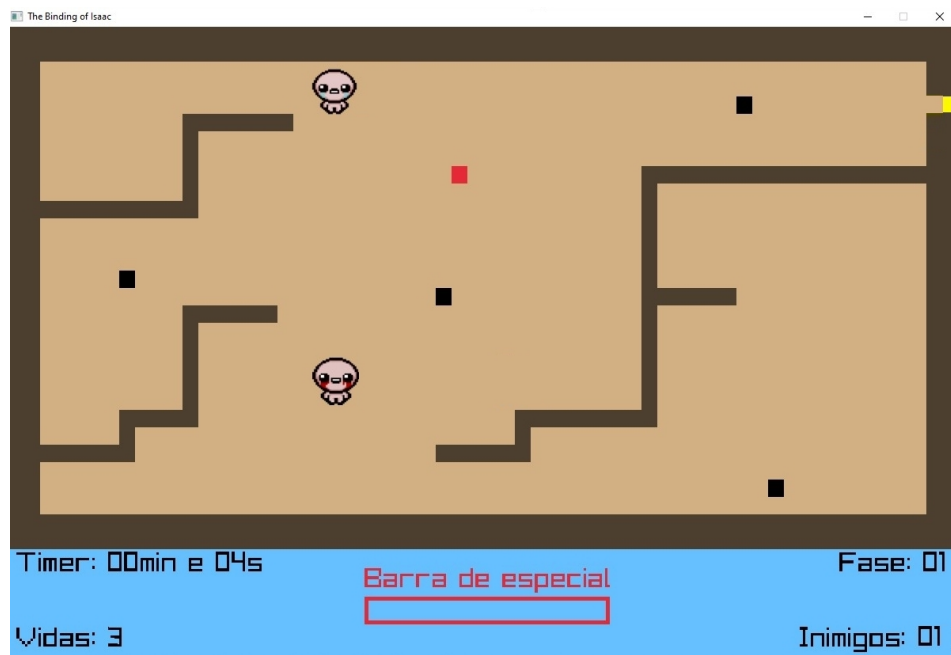 The Binding of Isaac
Timer: 00min e 04s
Fase: 01
Barra de especial
Vidas: 3
Inimigos: 01